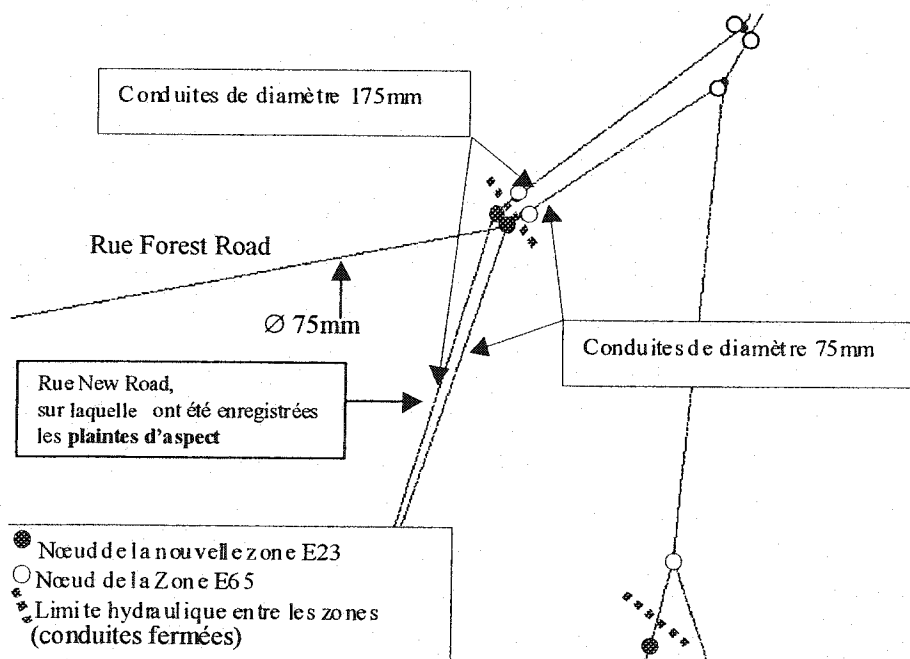 Conduites de diamètre 175mm
Rue Forest Road
Ø 75mm
Conduites de diamètre 75mm
Rue New Road,
sur laquelle ont été enregistrées
les plaintes d'aspect
Nœud de la nouvelle zone E23
Nœud de la Zone E65
Limite hydraulique entre les zones
(conduites fermées)